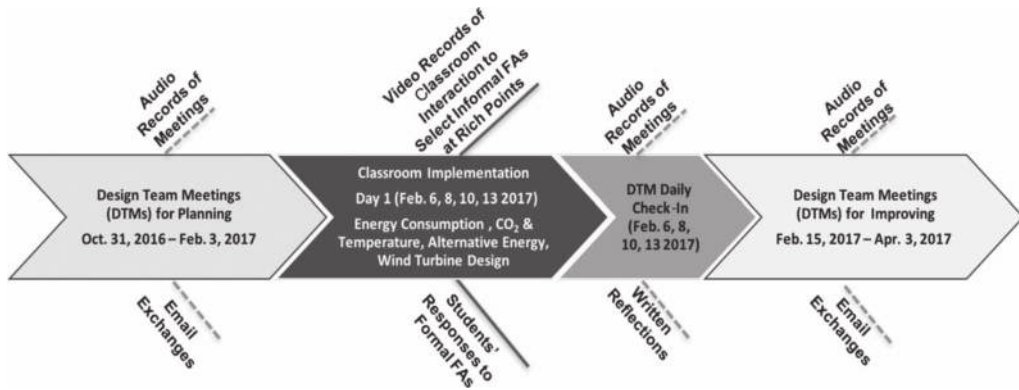 Audio
Records of
Meetings
Video Records of
Classroom
Interaction to
Select Informal FAs
at Rich Points
Audio
Records of
Meetings
Audio
Records of
Meetings
Design Team Meetings
(DTMs) for Planning
Oct. 31, 2016 – Feb. 3, 2017
Classroom Implementation
Day 1 (Feb. 6, 8, 10, 13 2017)
Energy Consumption , CO₂ &
Temperature, Alternative Energy,
Wind Turbine Design
DTM Daily
Check-In
(Feb. 6, 8,
10, 13 2017)
Design Team Meetings
(DTMs) for Improving
Feb. 15, 2017 – Apr. 3, 2017
Email
Exchanges
Students'
Responses to
Formal FAs
Written
Reflections
Email
Exchanges